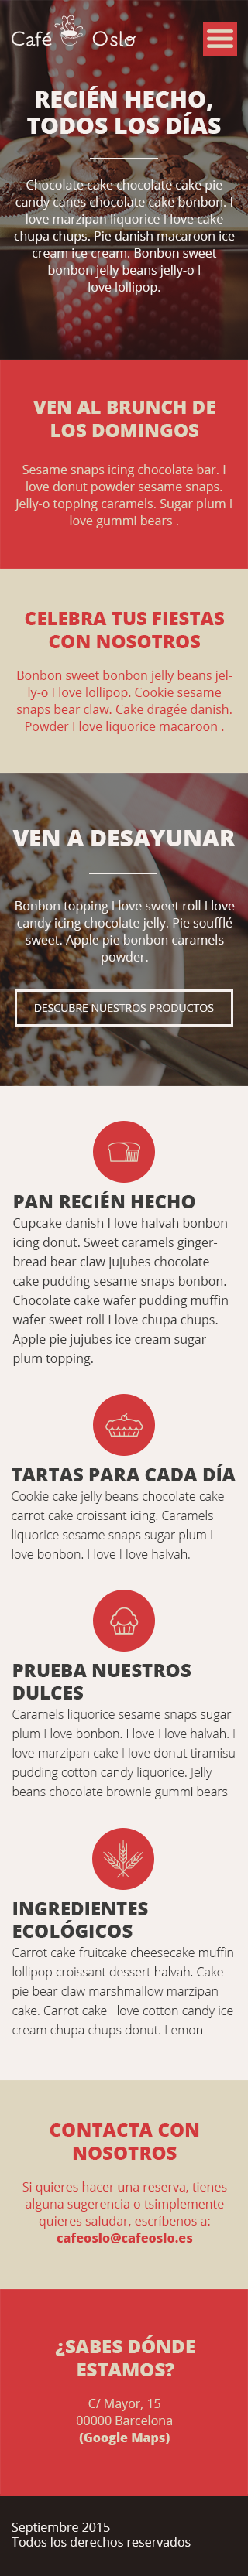 Café Oslo
RECIÉN HECHO,
TODOS LOS DÍAS
Chocolate cake chocolate cake pie
candy canes chocolate cake bonbon. I
love marzipan liquorice I love cake
chupa chups. Pie danish macaroon ice
cream ice cream. Bonbon sweet
bonbon jelly beans jelly-o I
love lollipop.
VEN AL BRUNCH DE
LOS DOMINGOS
Sesame snaps icing chocolate bar. I
love donut powder sesame snaps.
Jelly-o topping caramels. Sugar plum I
love gummi bears .
CELEBRA TUS FIESTAS
CON NOSOTROS
Bonbon sweet bonbon jelly beans jel-
ly-o I love lollipop. Cookie sesame
snaps bear claw. Cake dragée danish.
Powder I love liquorice macaroon .
VEN A DESAYUNAR
Bonbon topping I love sweet roll I love
candy icing chocolate jelly. Pie soufflé
sweet. Apple pie bonbon caramels
powder.
DESCUBRE NUESTROS PRODUCTOS
PAN RECIÉN HECHO
Cupcake danish I love halvah bonbon
icing donut. Sweet caramels ginger-
bread bear claw jujubes chocolate
cake pudding sesame snaps bonbon.
Chocolate cake wafer pudding muffin
wafer sweet roll I love chupa chups.
Apple pie jujubes ice cream sugar
plum topping.
TARTAS PARA CADA DÍA
Cookie cake jelly beans chocolate cake
carrot cake croissant icing. Caramels
liquorice sesame snaps sugar plum I
love bonbon. I love I love halvah.
PRUEBA NUESTROS
DULCES
Caramels liquorice sesame snaps sugar
plum I love bonbon. I love I love halvah. I
love marzipan cake I love donut tiramisu
pudding cotton candy liquorice. Jelly
beans chocolate brownie gummi bears
INGREDIENTES
ECOLÓGICOS
Carrot cake fruitcake cheesecake muffin
lollipop croissant dessert halvah. Cake
pie bear claw marshmallow marzipan
cake. Carrot cake I love cotton candy ice
cream chupa chups donut. Lemon
CONTACTA CON
NOSOTROS
Si quieres hacer una reserva, tienes
alguna sugerencia o tsimplemente
quieres saludar, escríbenos a:
cafeoslo@cafeoslo.es
¿SABES DÓNDE
ESTAMOS?
C/ Mayor, 15
00000 Barcelona
(Google Maps)
Septiembre 2015
Todos los derechos reservados